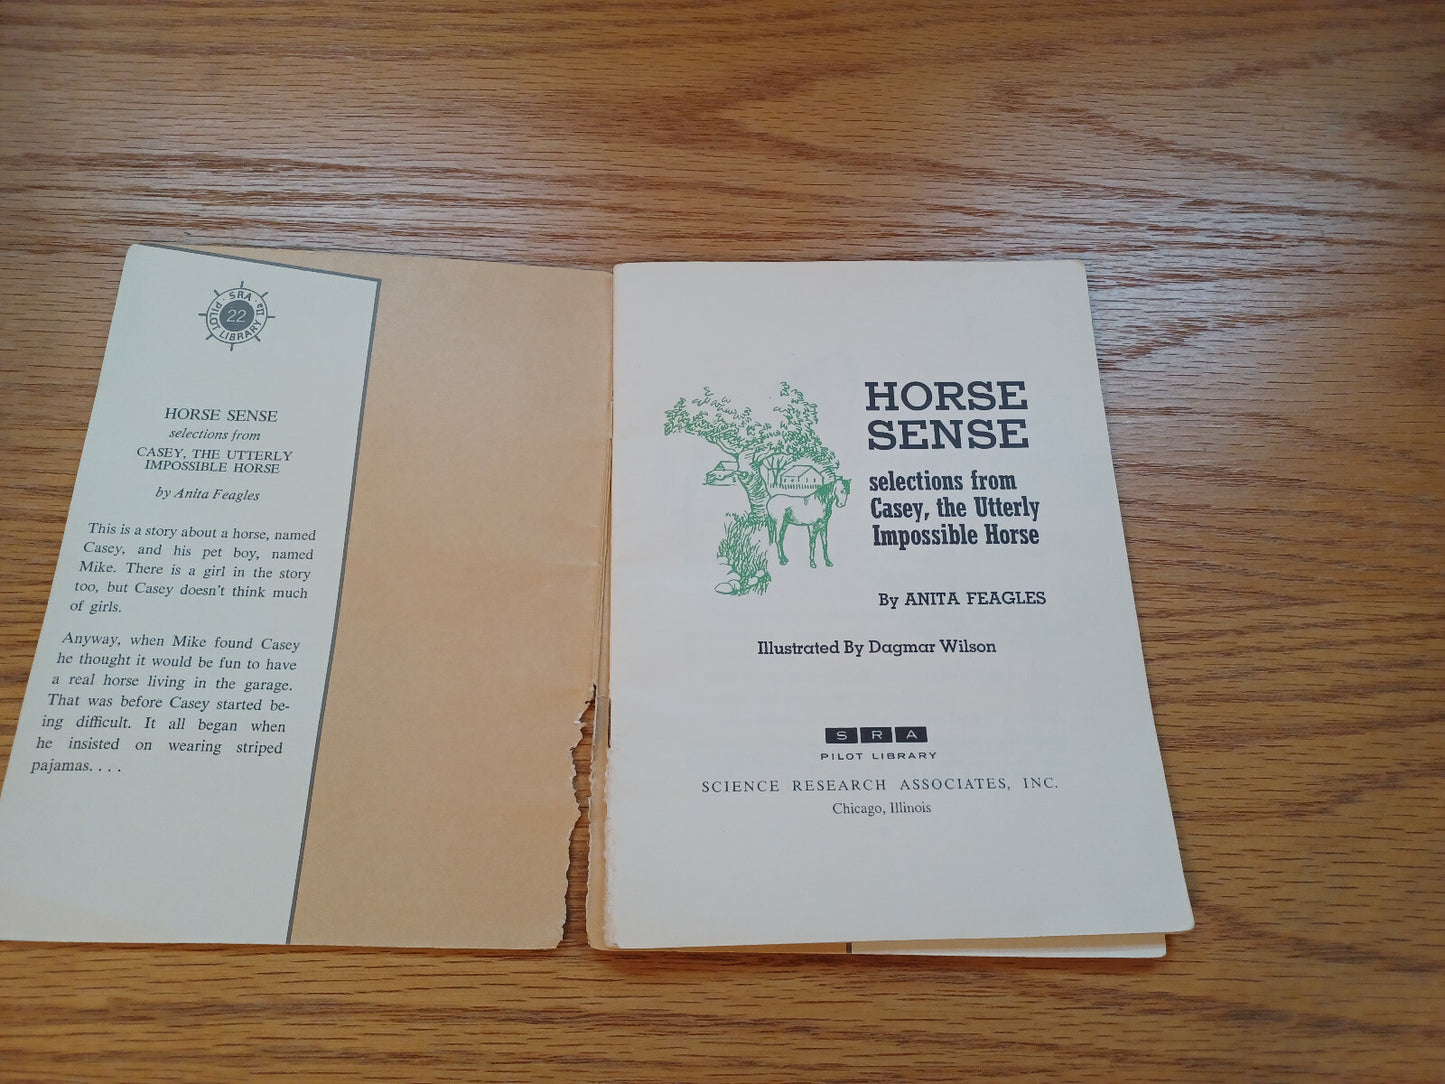 SRA
22
PILOT LIBRARY IIa
HORSE SENSE
selections from
CASEY, THE UTTERLY
IMPOSSIBLE HORSE
by Anita Feagles
This is a story about a horse, named
Casey, and his pet boy, named
Mike. There is a girl in the story
too, but Casey doesn't think much
of girls.
Anyway, when Mike found Casey
he thought it would be fun to have
a real horse living in the garage.
That was before Casey started be-
ing difficult. It all began when
he insisted on wearing striped
pajamas. . . .
HORSE
SENSE
selections from
Casey, the Utterly
Impossible Horse
By ANITA FEAGLES
Illustrated By Dagmar Wilson
SRA
PILOT LIBRARY
SCIENCE RESEARCH ASSOCIATES, INC.
Chicago, Illinois